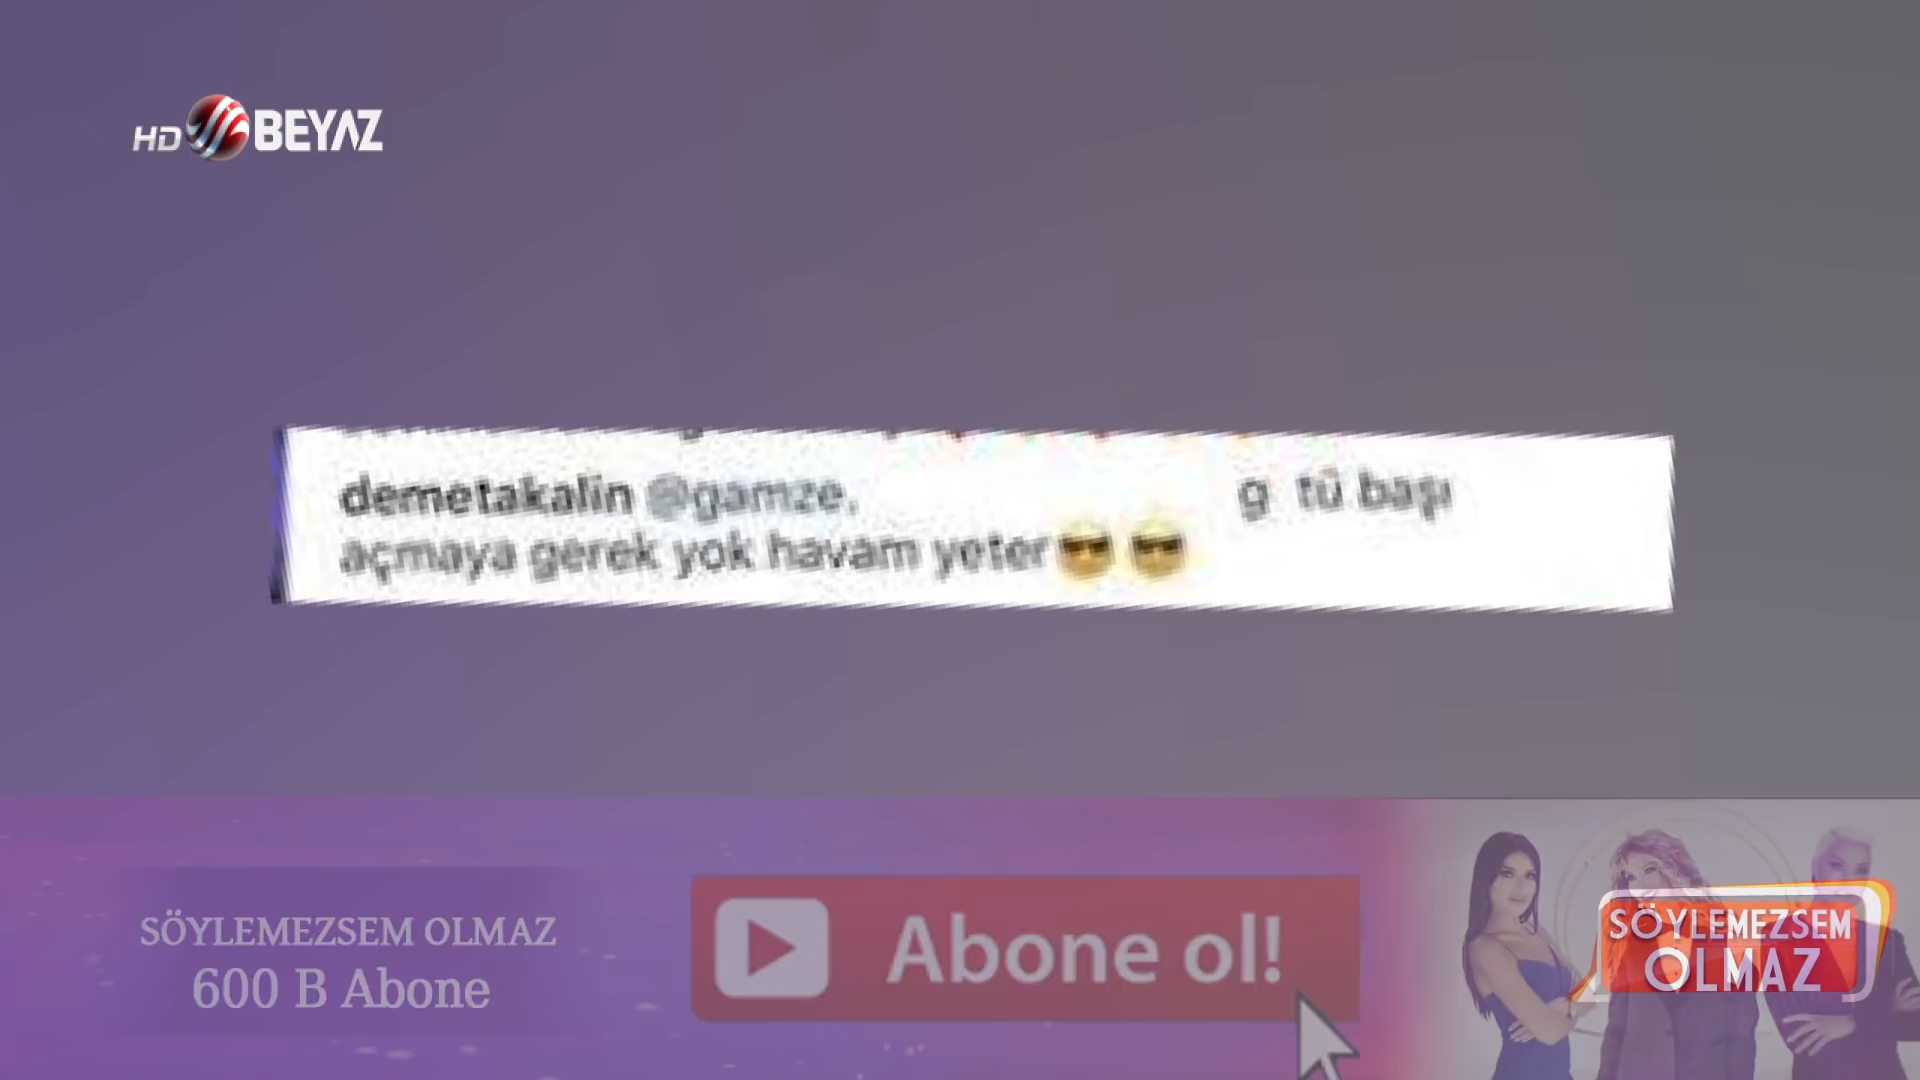 HD BEYAZ
demetakalin @gamze, g tü başı
açmaya gerek yok havam yeter😎😎
SÖYLEMEZSEM OLMAZ
600 B Abone
Abone ol!
SÖYLEMEZSEM
OLMAZ